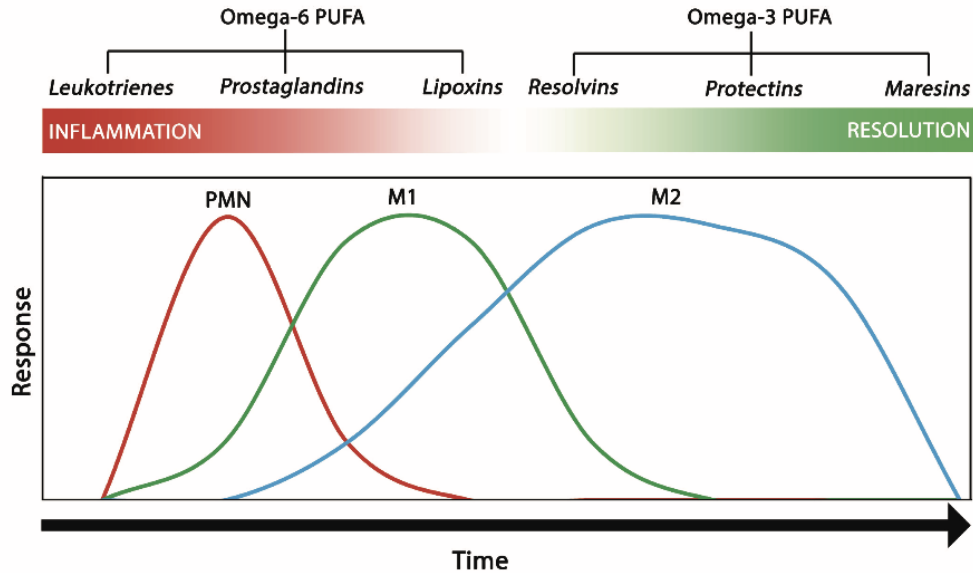 Omega-6 PUFA Omega-3 PUFA
Leukotrienes Prostaglandins Lipoxins Resolvins Protectins Maresins
INFLAMMATION RESOLUTION
PMN M1 M2
Response
Time